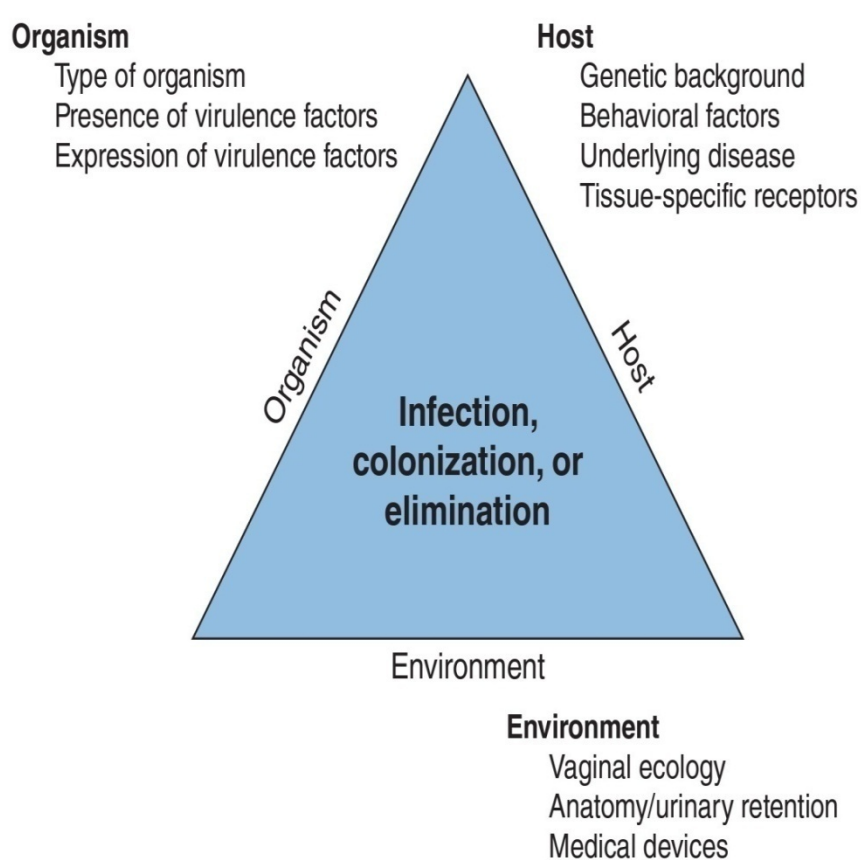 Organism
Type of organism
Presence of virulence factors
Expression of virulence factors
Host
Genetic background
Behavioral factors
Underlying disease
Tissue-specific receptors
Organism
Host
Infection,
colonization, or
elimination
Environment
Environment
Vaginal ecology
Anatomy/urinary retention
Medical devices